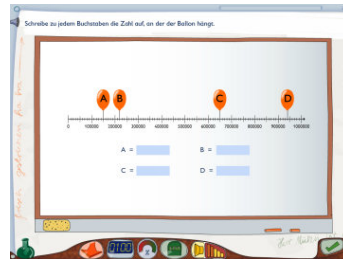 Schreibe zu jedem Buchstaben die Zahl auf, an der der Ballon hängt.
A B C D
0 100000 200000 300000 400000 500000 600000 700000 800000 900000 1000000
A = B =
C = D =
0100